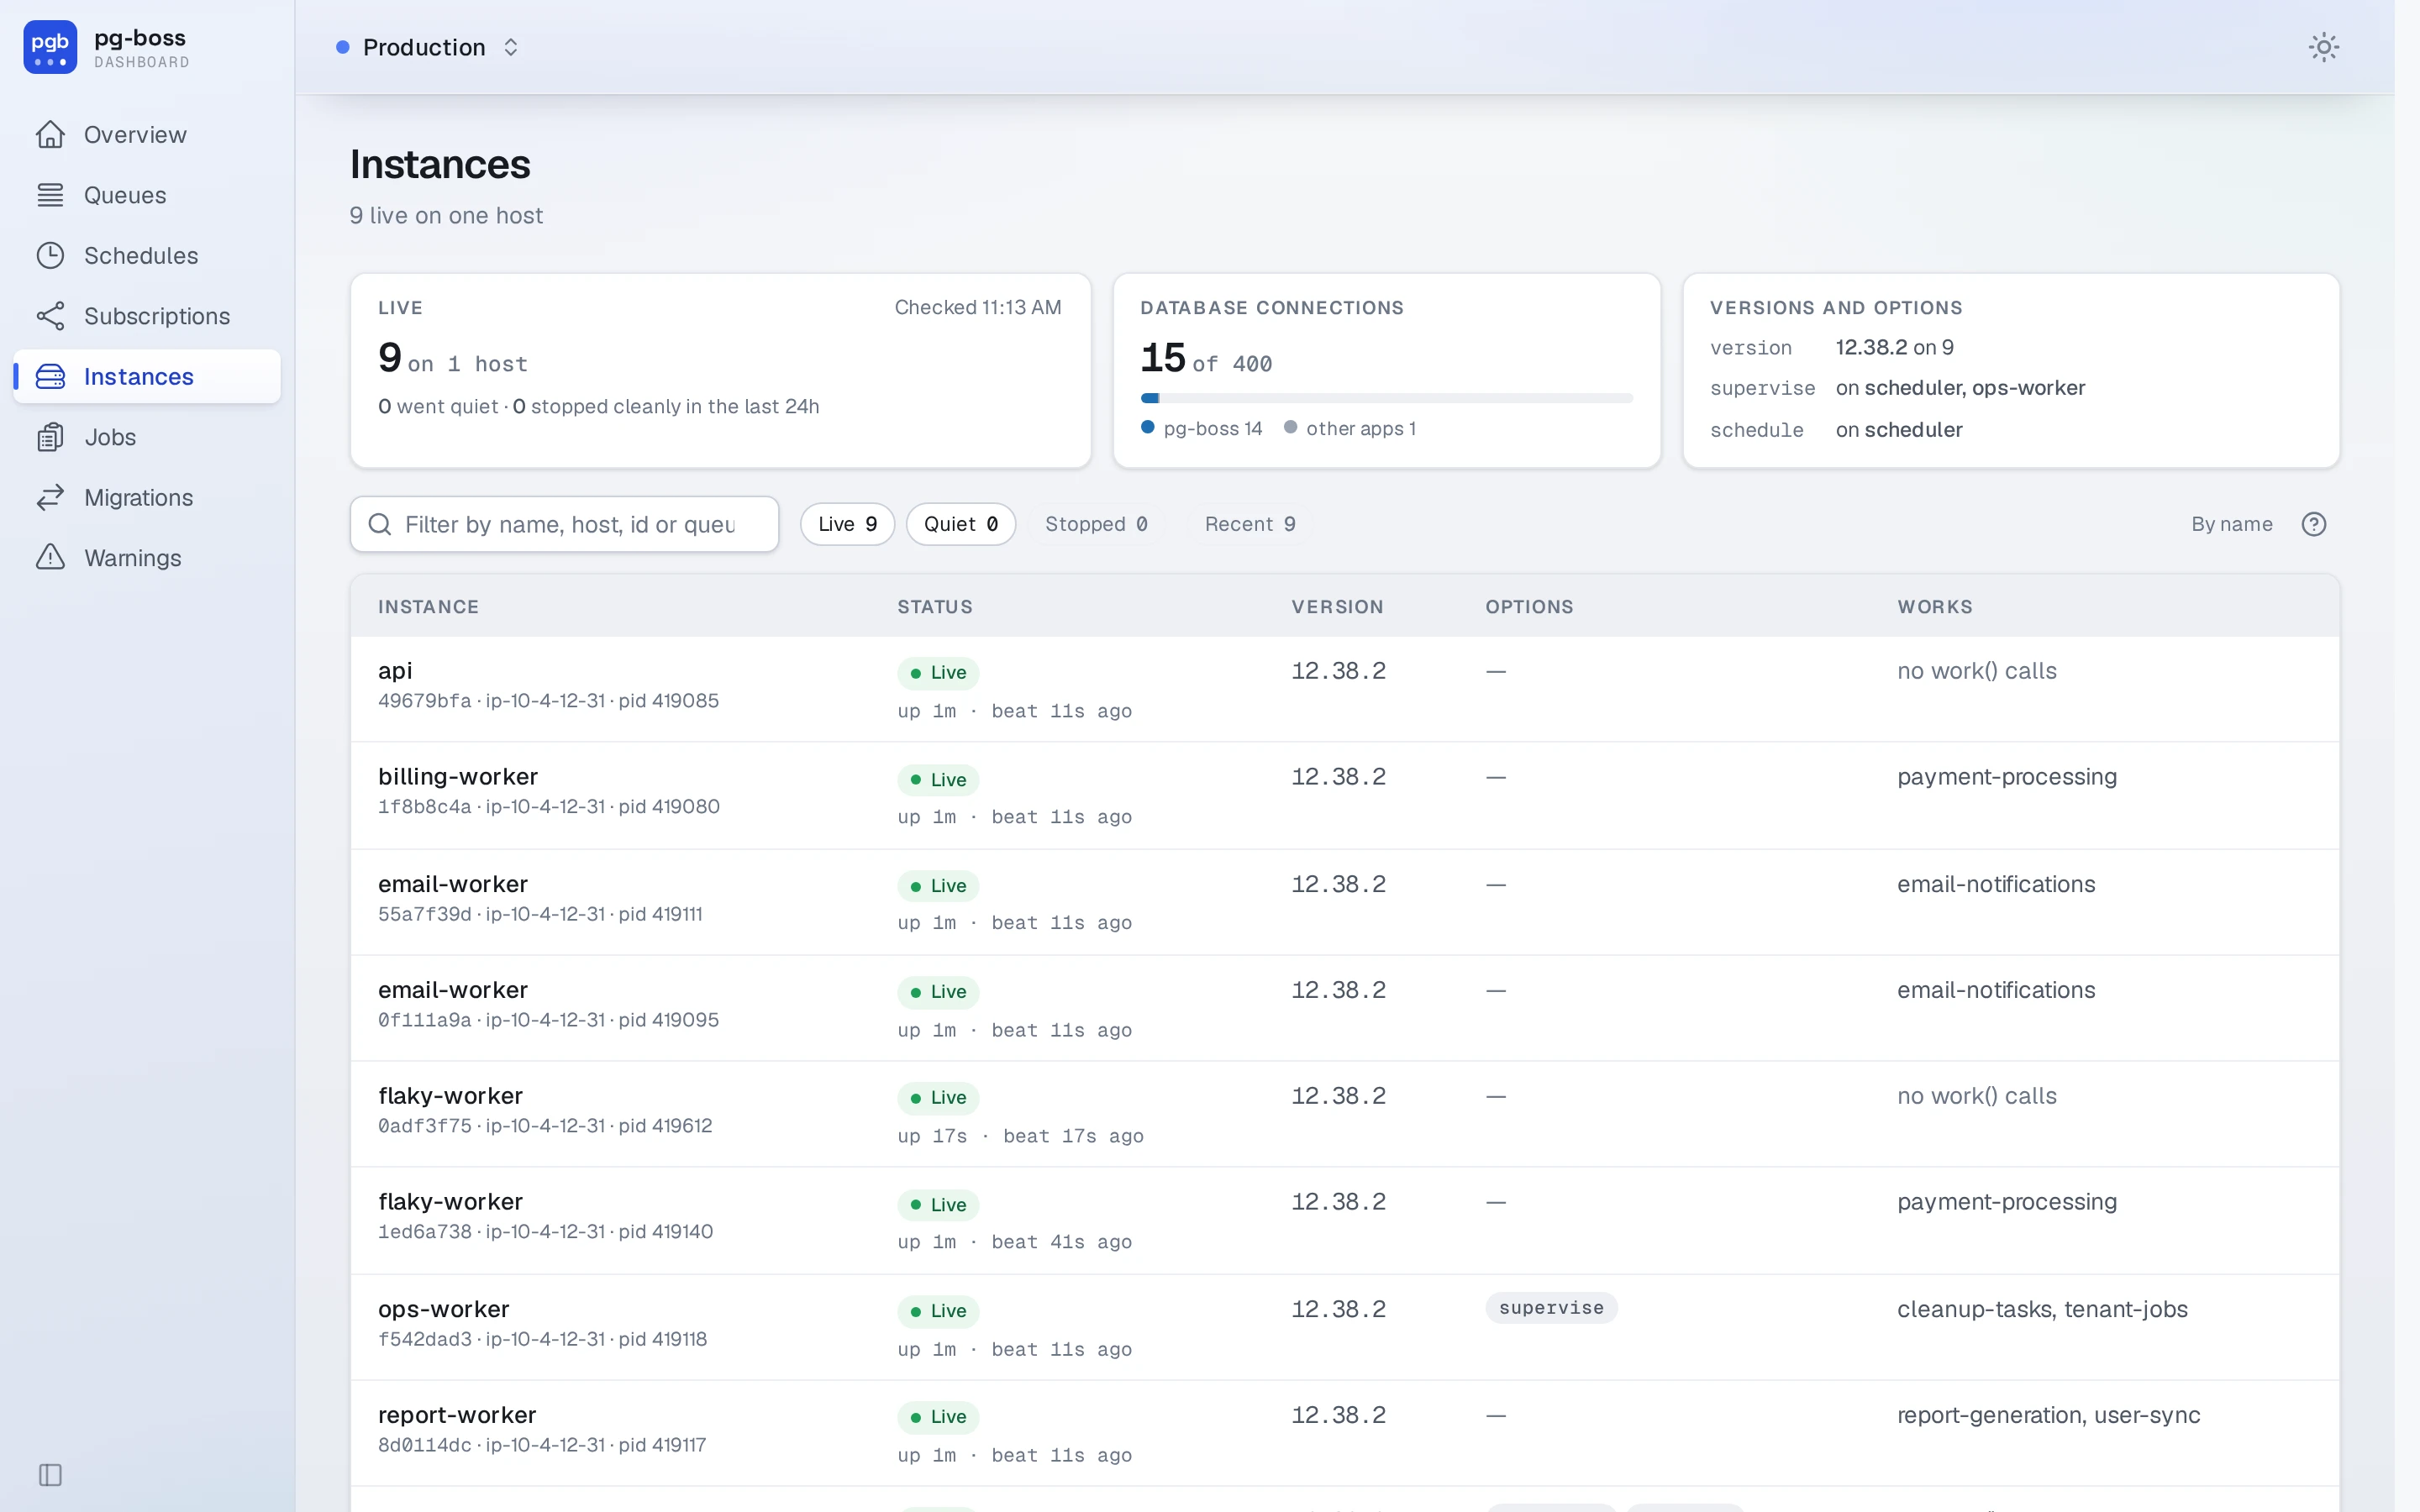 pgb
pg-boss
DASHBOARD
Overview
Queues
Schedules
Subscriptions
Instances
Jobs
Migrations
Warnings
Production
Instances
9 live on one host
LIVE
Checked 11:13 AM
9 on 1 host
0 went quiet · 0 stopped cleanly in the last 24h
DATABASE CONNECTIONS
15 of 400
pg-boss 14 other apps 1
VERSIONS AND OPTIONS
version 12.38.2 on 9
supervise on scheduler, ops-worker
schedule on scheduler
Filter by name, host, id or queu
Live 9
Quiet 0
Stopped 0
Recent 9
By name
INSTANCE STATUS VERSION OPTIONS WORKS
api Live 12.38.2 — no work() calls
49679bfa · ip-10-4-12-31 · pid 419085
up 1m · beat 11s ago
billing-worker Live 12.38.2 — payment-processing
1f8b8c4a · ip-10-4-12-31 · pid 419080
up 1m · beat 11s ago
email-worker Live 12.38.2 — email-notifications
55a7f39d · ip-10-4-12-31 · pid 419111
up 1m · beat 11s ago
email-worker Live 12.38.2 — email-notifications
0f111a9a · ip-10-4-12-31 · pid 419095
up 1m · beat 11s ago
flaky-worker Live 12.38.2 — no work() calls
0adf3f75 · ip-10-4-12-31 · pid 419612
up 17s · beat 17s ago
flaky-worker Live 12.38.2 — payment-processing
1ed6a738 · ip-10-4-12-31 · pid 419140
up 1m · beat 41s ago
ops-worker Live 12.38.2 supervise cleanup-tasks, tenant-jobs
f542dad3 · ip-10-4-12-31 · pid 419118
up 1m · beat 11s ago
report-worker Live 12.38.2 — report-generation, user-sync
8d0114dc · ip-10-4-12-31 · pid 419117
up 1m · beat 11s ago